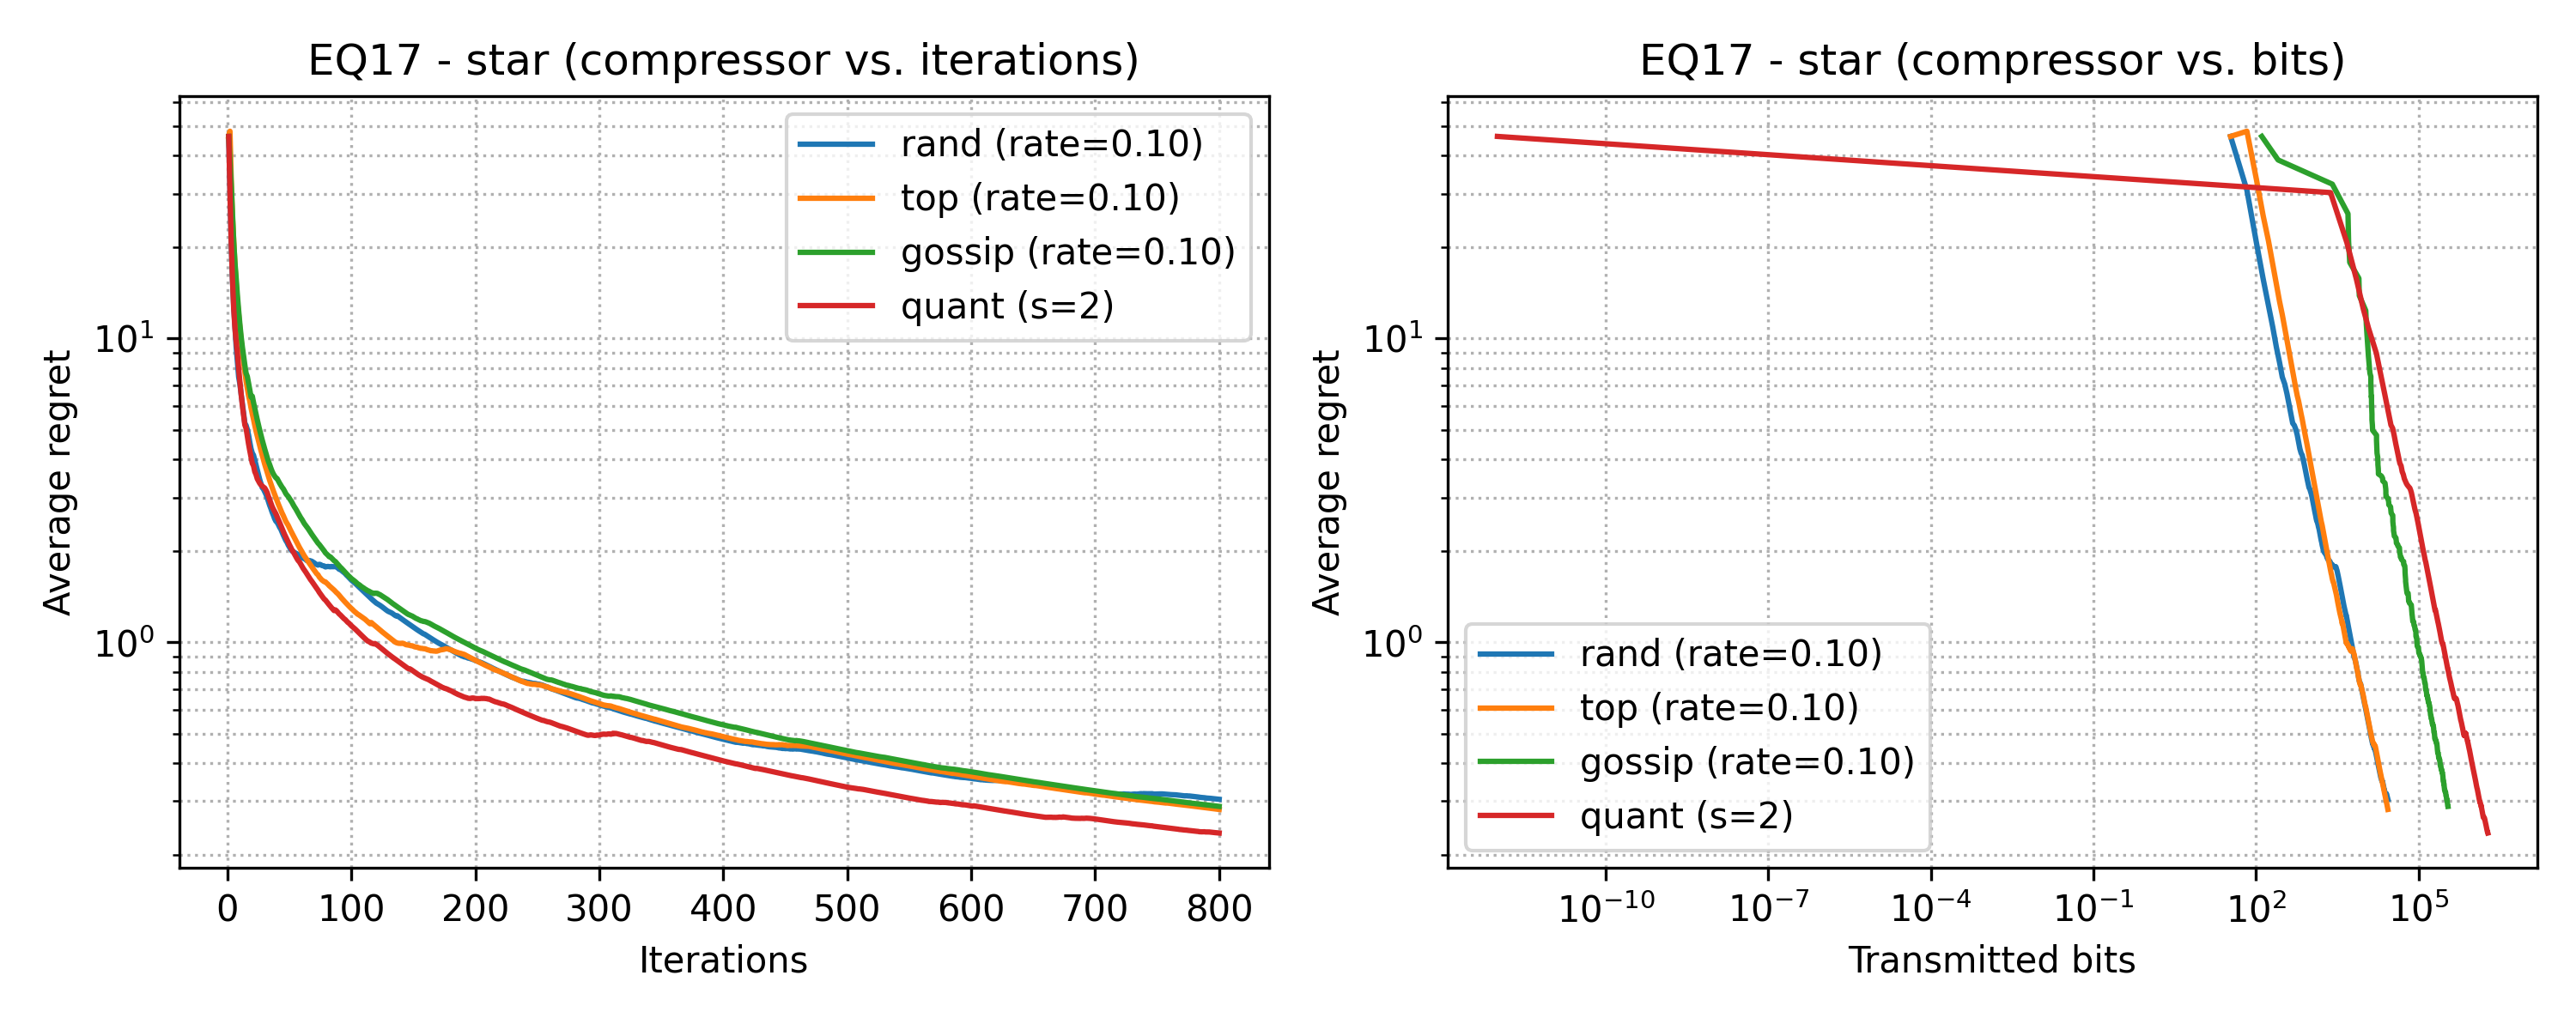 EQ17 - star (compressor vs. iterations)
Average regret
10¹
10⁰
rand (rate=0.10)
top (rate=0.10)
gossip (rate=0.10)
quant (s=2)
0 100 200 300 400 500 600 700 800
Iterations
EQ17 - star (compressor vs. bits)
Average regret
10¹
10⁰
rand (rate=0.10)
top (rate=0.10)
gossip (rate=0.10)
quant (s=2)
10⁻¹⁰ 10⁻⁷ 10⁻⁴ 10⁻¹ 10² 10⁵
Transmitted bits